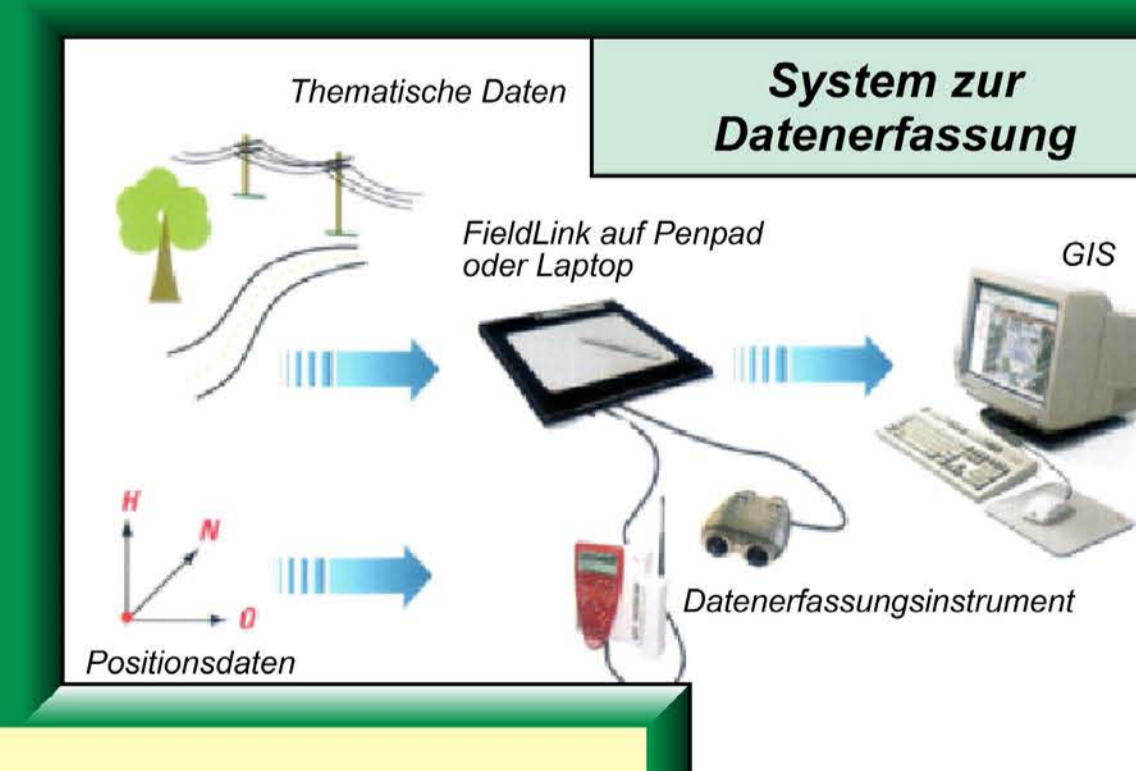 System zur
Datenerfassung
Thematische Daten
FieldLink auf Penpad
oder Laptop
GIS
H
N
O
Positionsdaten
Datenerfassungsinstrument